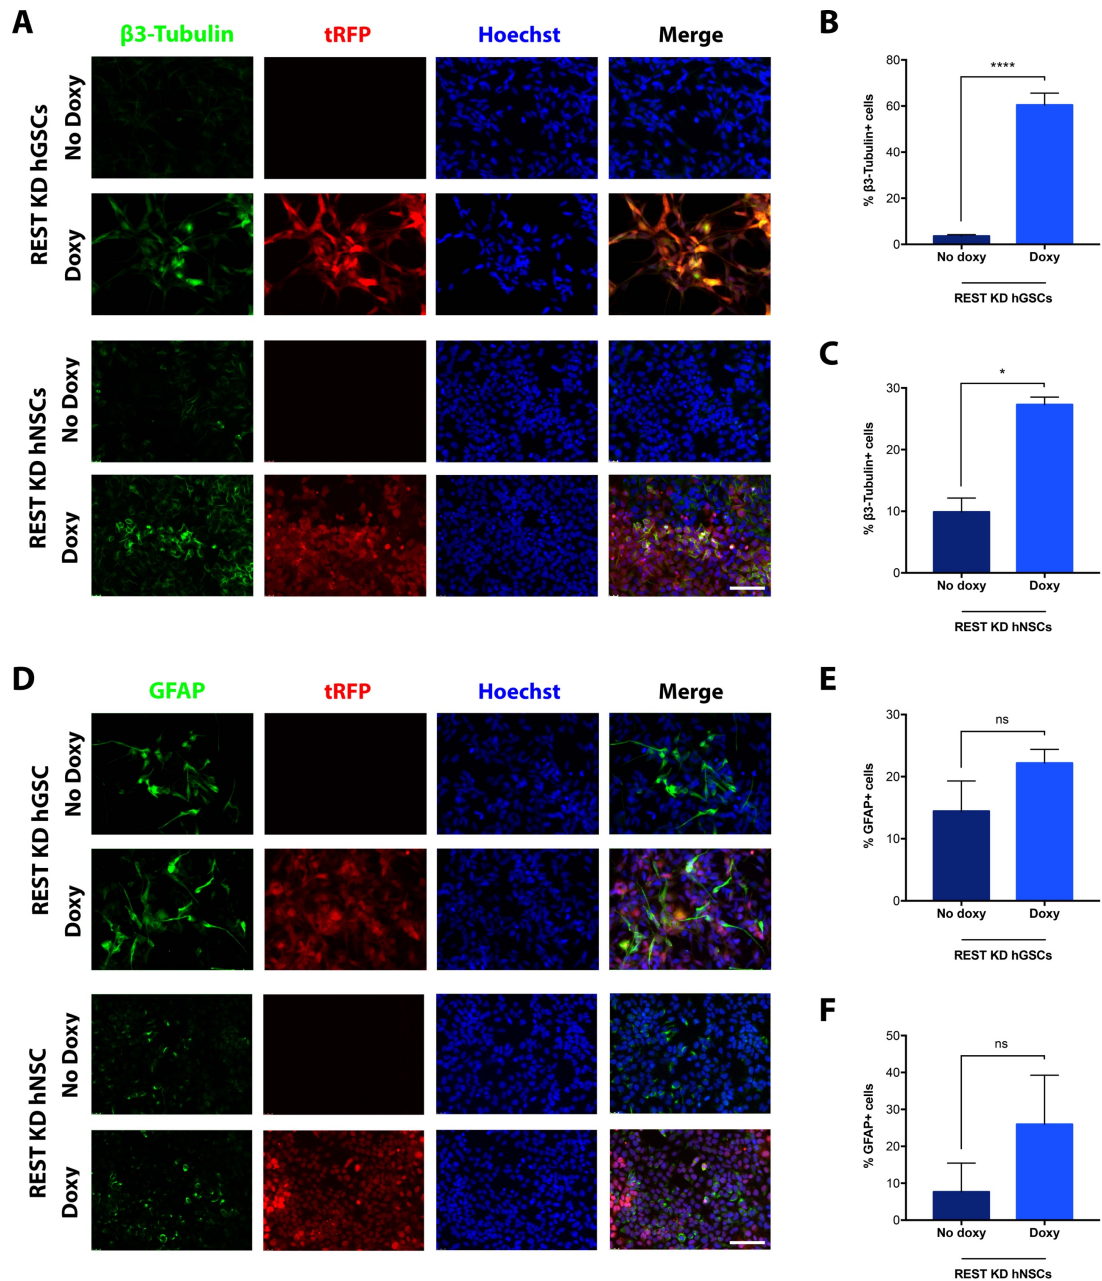 A
β3-Tubulin tRFP Hoechst Merge
REST KD hGSCs
No Doxy
Doxy
REST KD hNSCs
No Doxy
Doxy
B
% β3-Tubulin+ cells
80
60
40
20
0
****
No doxy Doxy
REST KD hGSCs
C
% β3-Tubulin+ cells
30
20
10
0
*
No doxy Doxy
REST KD hNSCs
D
GFAP tRFP Hoechst Merge
REST KD hGSC
No Doxy
Doxy
REST KD hNSC
No Doxy
Doxy
E
% GFAP+ cells
30
20
10
0
ns
No doxy Doxy
REST KD hGSCs
F
% GFAP+ cells
50
40
30
20
10
0
ns
No doxy Doxy
REST KD hNSCs